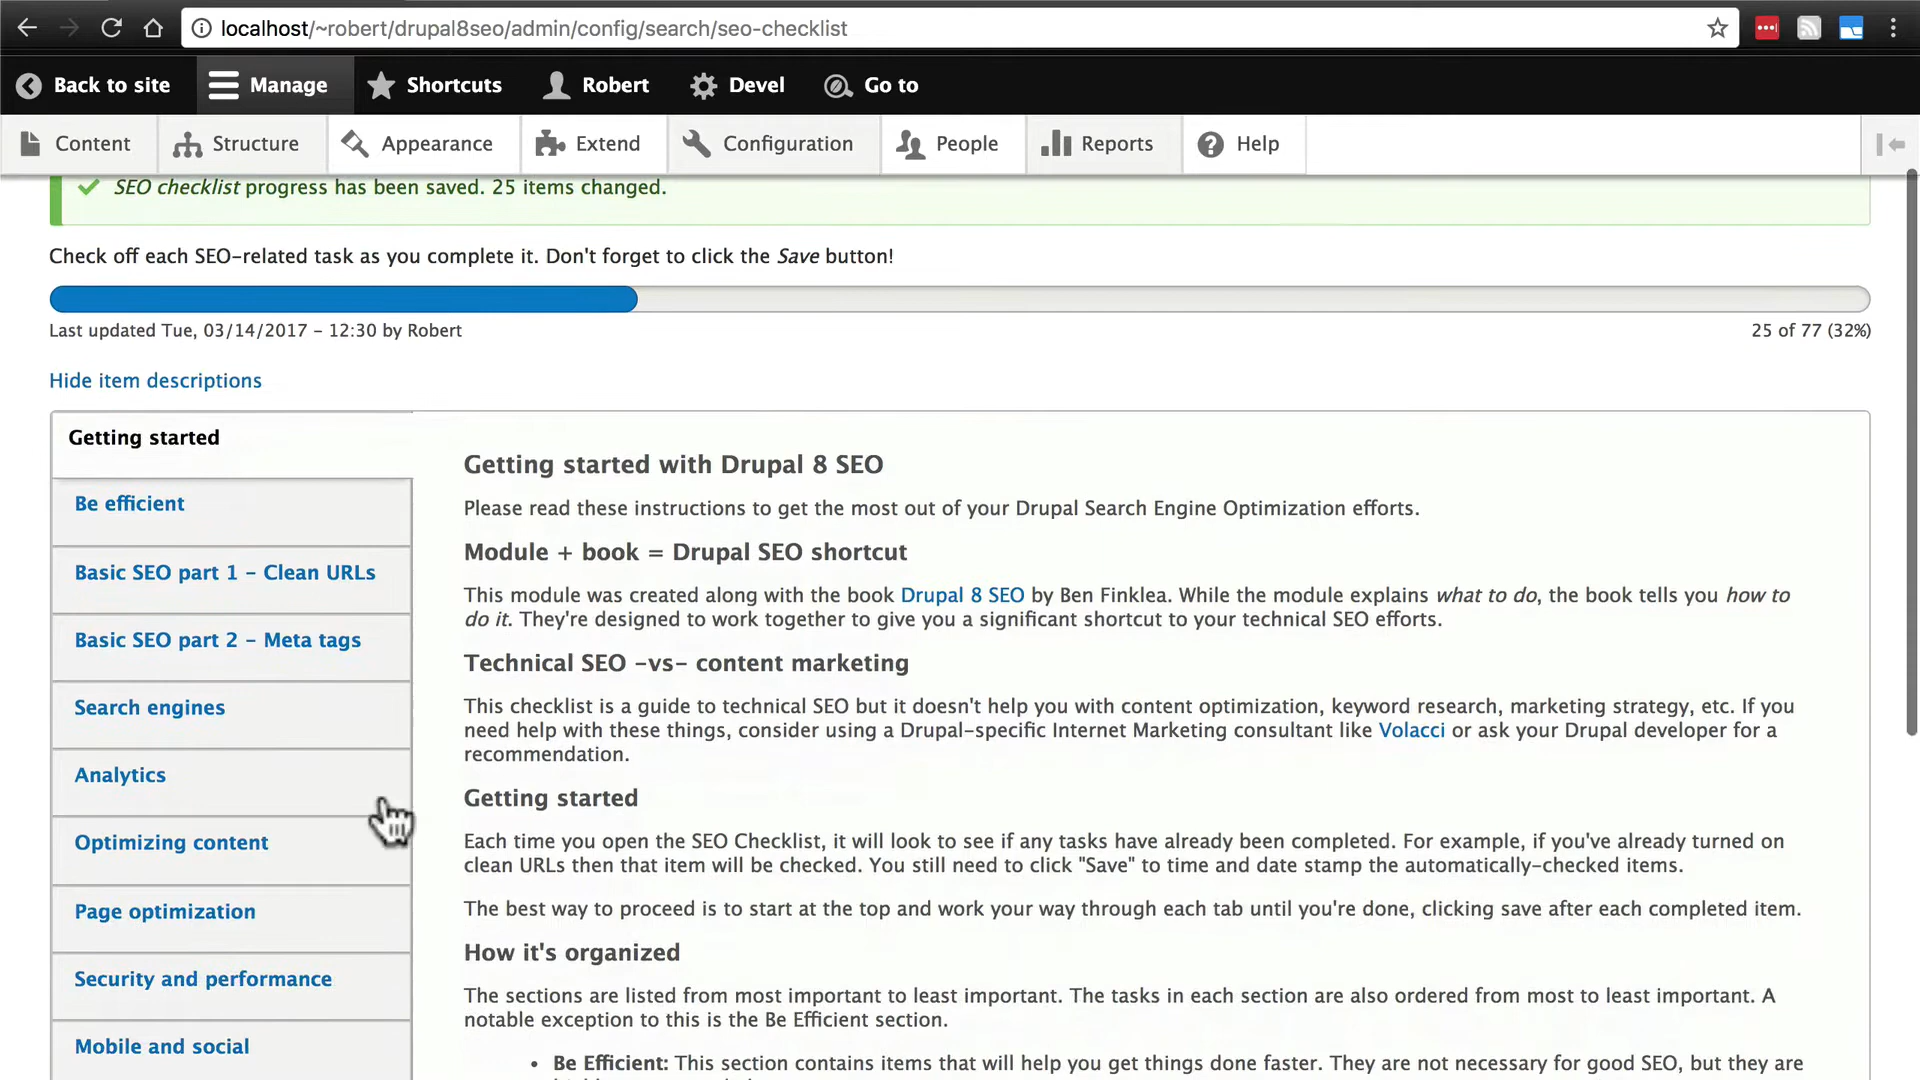 localhost/~robert/drupal8seo/admin/config/search/seo-checklist
Back to site Manage Shortcuts Robert Devel Go to
Content Structure Appearance Extend Configuration People Reports Help
SEO checklist progress has been saved. 25 items changed.
Check off each SEO-related task as you complete it. Don't forget to click the Save button!
Last updated Tue, 03/14/2017 - 12:30 by Robert
25 of 77 (32%)
Hide item descriptions
Getting started
Be efficient
Basic SEO part 1 - Clean URLs
Basic SEO part 2 - Meta tags
Search engines
Analytics
Optimizing content
Page optimization
Security and performance
Mobile and social
Getting started with Drupal 8 SEO
Please read these instructions to get the most out of your Drupal Search Engine Optimization efforts.
Module + book = Drupal SEO shortcut
This module was created along with the book Drupal 8 SEO by Ben Finklea. While the module explains what to do, the book tells you how to
do it. They're designed to work together to give you a significant shortcut to your technical SEO efforts.
Technical SEO -vs- content marketing
This checklist is a guide to technical SEO but it doesn't help you with content optimization, keyword research, marketing strategy, etc. If you
need help with these things, consider using a Drupal-specific Internet Marketing consultant like Volacci or ask your Drupal developer for a
recommendation.
Getting started
Each time you open the SEO Checklist, it will look to see if any tasks have already been completed. For example, if you've already turned on
clean URLs then that item will be checked. You still need to click "Save" to time and date stamp the automatically-checked items.
The best way to proceed is to start at the top and work your way through each tab until you're done, clicking save after each completed item.
How it's organized
The sections are listed from most important to least important. The tasks in each section are also ordered from most to least important. A
notable exception to this is the Be Efficient section.
• Be Efficient: This section contains items that will help you get things done faster. They are not necessary for good SEO, but they are